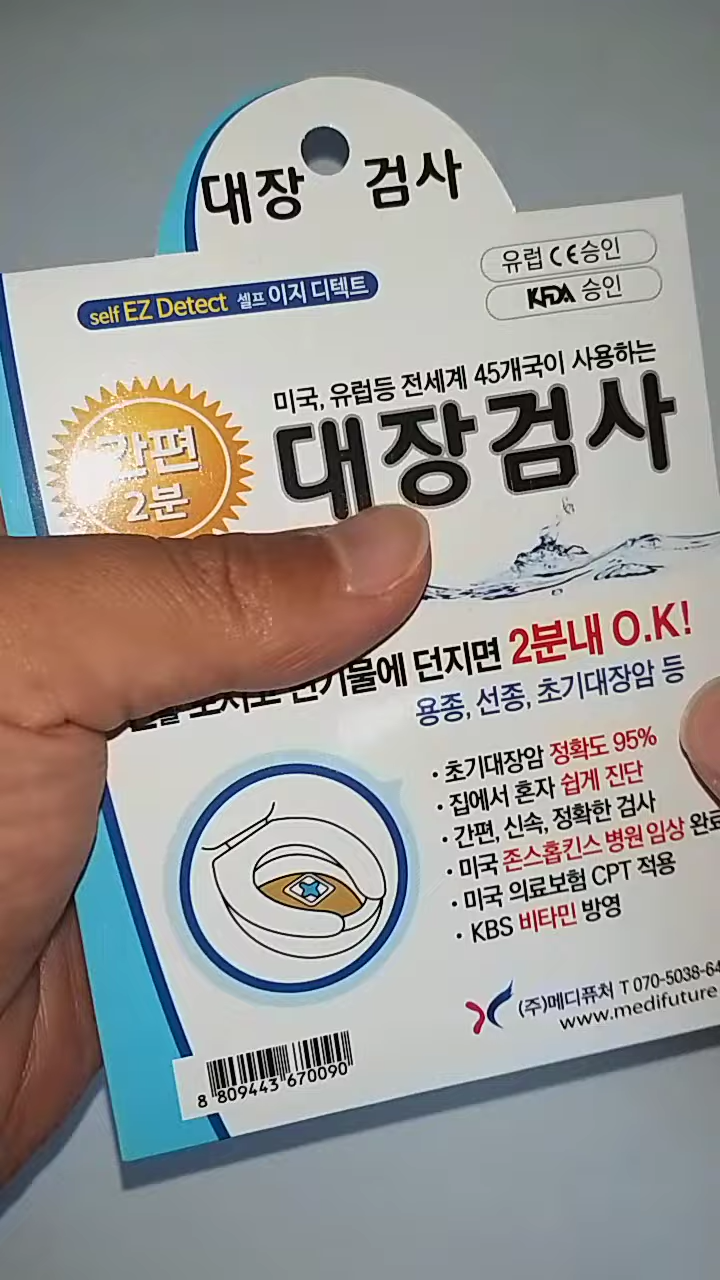 대장 검사
유럽 CE승인
KFDA 승인
self EZ Detect 셀프 이지 디텍트
미국, 유럽등 전세계 45개국이 사용하는
대장검사
간편
2분
변기물에 던지면 2분내 O.K!
용종, 선종, 초기대장암 등
· 초기대장암 정확도 95%
· 집에서 혼자 쉽게 진단
· 간편, 신속, 정확한 검사
· 미국 존스홉킨스 병원 임상 완료
· 미국 의료보험 CPT 적용
· KBS 비타민 방영
(주)메디퓨처 T 070-5038-64
www.medifuture
8 809443 670090